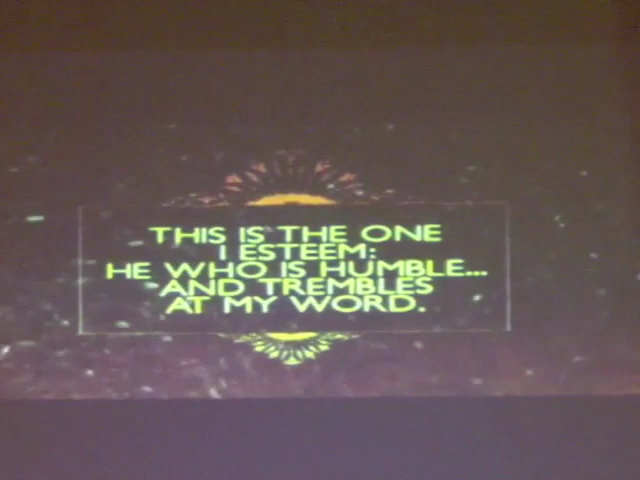 THIS IS THE ONE
I ESTEEM:
HE WHO IS HUMBLE...
AND TREMBLES
AT MY WORD.